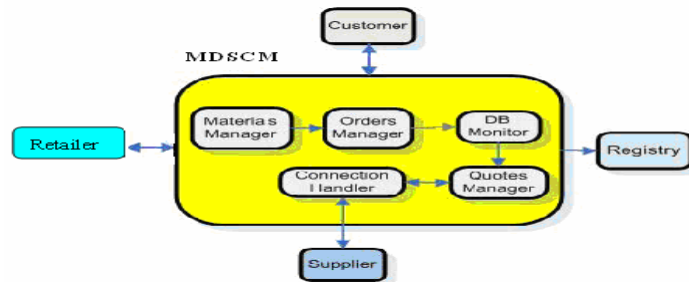 Customer
MDSCM
Materials
Manager
Orders
Manager
DB
Monitor
Retailer
Registry
Connection
Handler
Quotes
Manager
Supplier